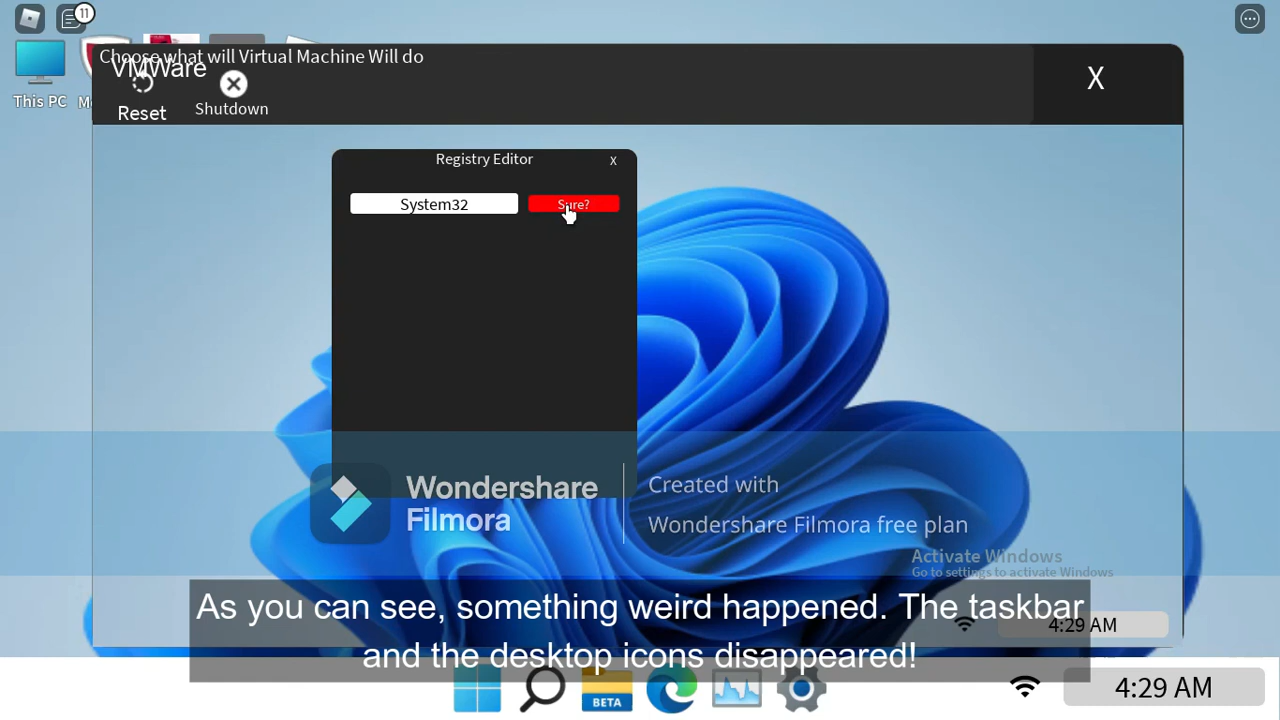 11
Choose what will Virtual Machine Will do
VMWare
X
This PC
Reset
Shutdown
Registry Editor
x
System32
Sure?
Wondershare
Filmora
Created with
Wondershare Filmora free plan
Activate Windows
Go to settings to activate Windows
4:29 AM
As you can see, something weird happened. The taskbar
and the desktop icons disappeared!
BETA
4:29 AM